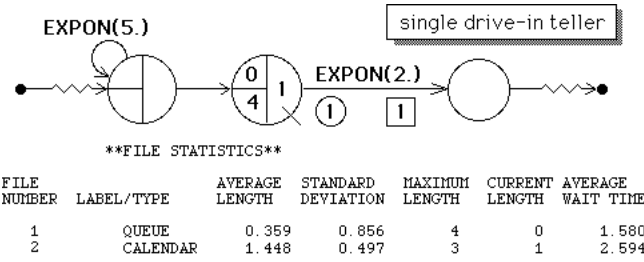 single drive-in teller
EXPON(5.)
0
4
1
EXPON(2.)
1
1
**FILE STATISTICS**
FILE NUMBER LABEL/TYPE AVERAGE LENGTH STANDARD DEVIATION MAXIMUM LENGTH CURRENT LENGTH AVERAGE WAIT TIME
1 QUEUE 0.359 0.856 4 0 1.580
2 CALENDAR 1.448 0.497 3 1 2.594